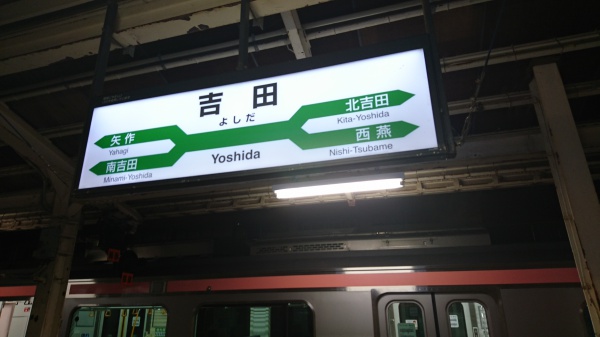 吉田
よしだ
Yoshida
矢作
Yahagi
南吉田
Minami-Yoshida
北吉田
Kita-Yoshida
西燕
Nishi-Tsubame